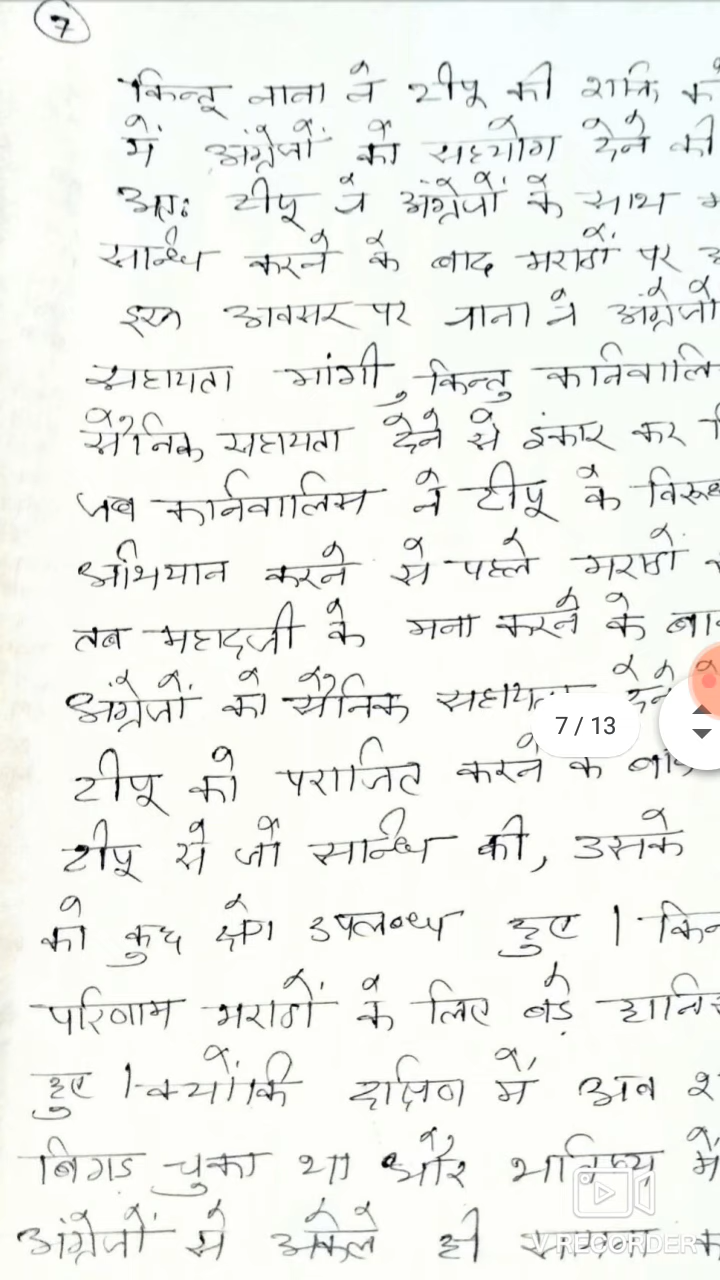 7
किन्तु नाना ने टीपू की शक्ति को
में अंग्रेजों को सहयोग देने की
अतः टीपू ने अंग्रेजों के साथ
सन्धि करने के बाद मराठों पर
इस अवसर पर नाना ने अंग्रेजों
सहायता मांगी, किन्तु कार्नवालि
सैनिक सहायता देने से इंकार कर
जब कार्नवालिस ने टीपू के विरूध
अभियान करने से पहले मराठों
तब महादजी के मना करने के बा
अंग्रेजों को सैनिक सहायता
7 / 13
टीपू को पराजित करने के बाद
टीपू से जो सान्धि की, उसके
को कुछ क्षेत्र उपलब्ध हुए । किन
परिणाम मराठों के लिए बड़े हानि
हुए । क्योंकि दक्षिण में अब
बिगड चुका था और भविष्य में
अंग्रेजों से अकेले ही सामना क
V RECORDER